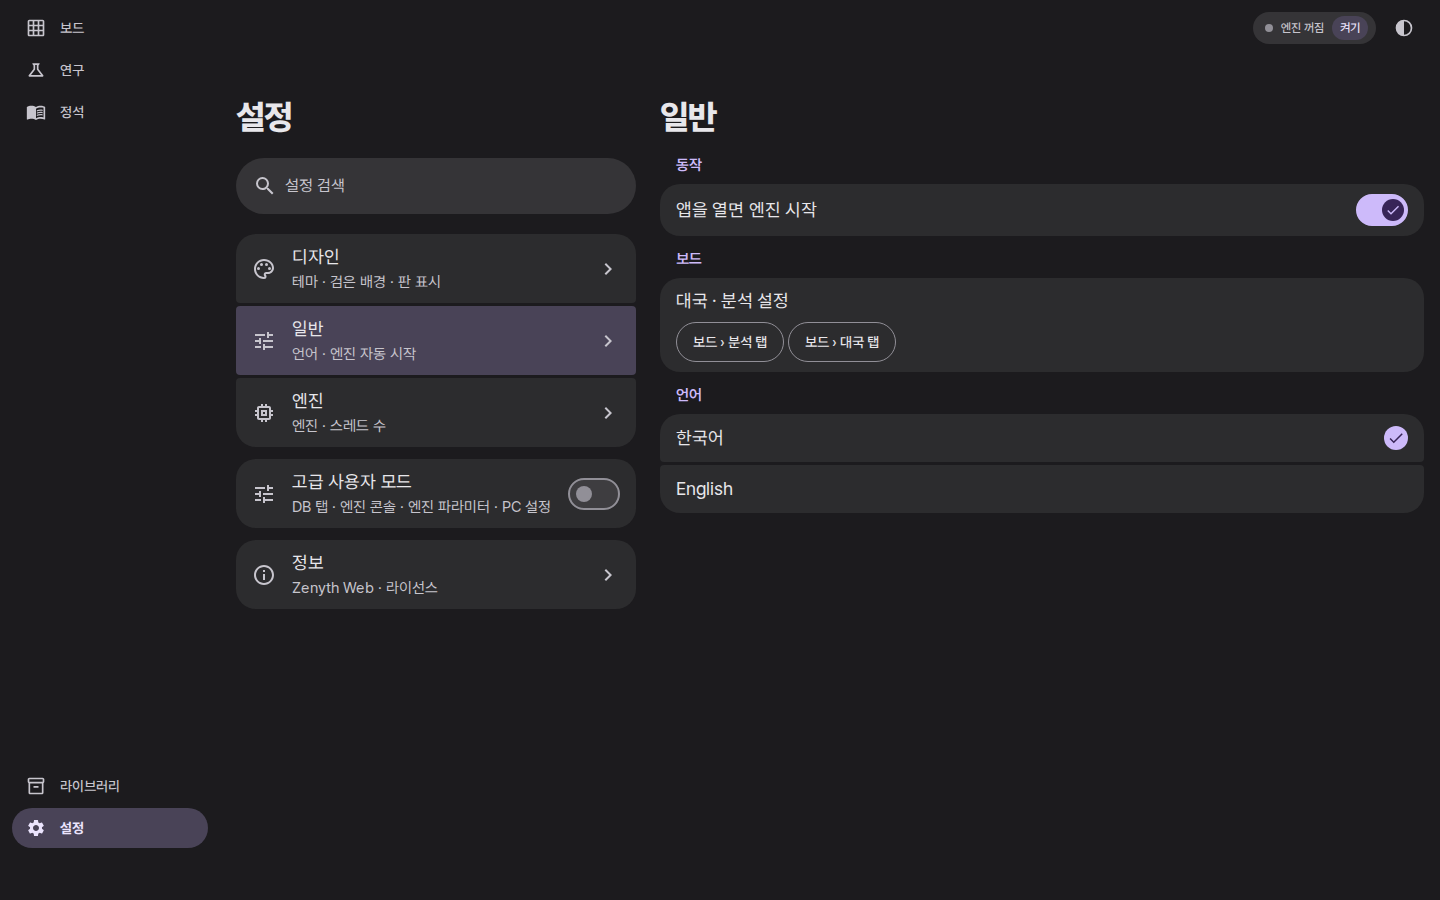 보드
연구
정석
라이브러리
설정
엔진 꺼짐 켜기
설정
설정 검색
디자인
테마 · 검은 배경 · 판 표시
일반
언어 · 엔진 자동 시작
엔진
엔진 · 스레드 수
고급 사용자 모드
DB 탭 · 엔진 콘솔 · 엔진 파라미터 · PC 설정
정보
Zenyth Web · 라이선스
일반
동작
앱을 열면 엔진 시작
보드
대국 · 분석 설정
보드 › 분석 탭 보드 › 대국 탭
언어
한국어
English